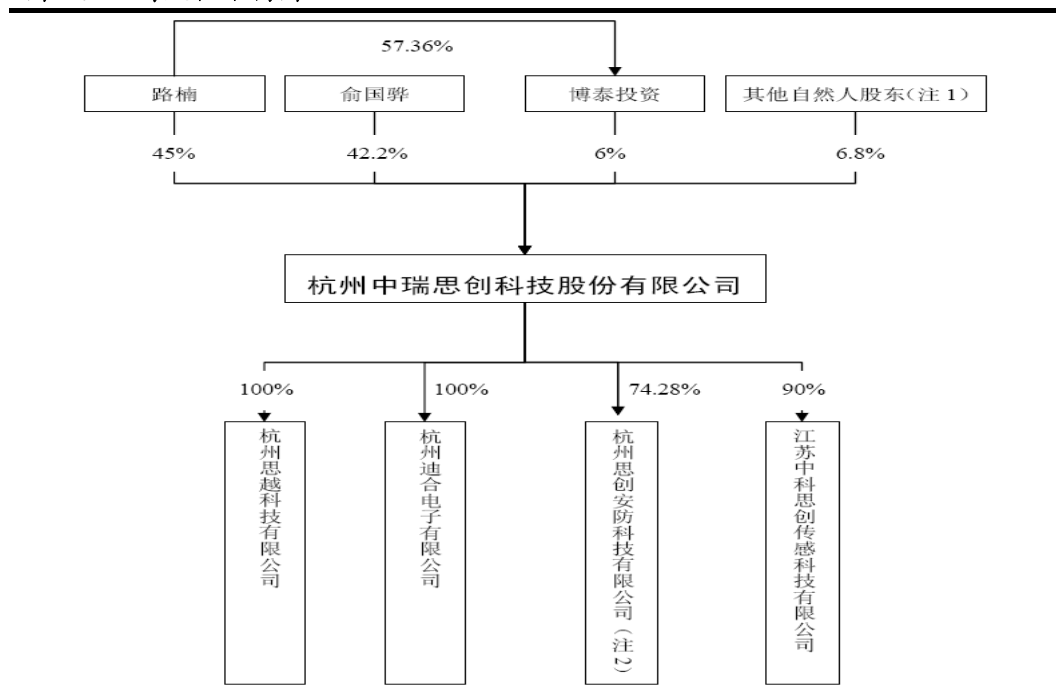 57.36%
路楠
俞国骅
博泰投资
其他自然人股东(注 1)
45%
42.2%
6%
6.8%
杭州中瑞思创科技股份有限公司
100%
100%
74.28%
90%
杭州思越科技有限公司
杭州迪合电子有限公司
杭州思创安防科技有限公司(注 2)
江苏中科思创传感科技有限公司